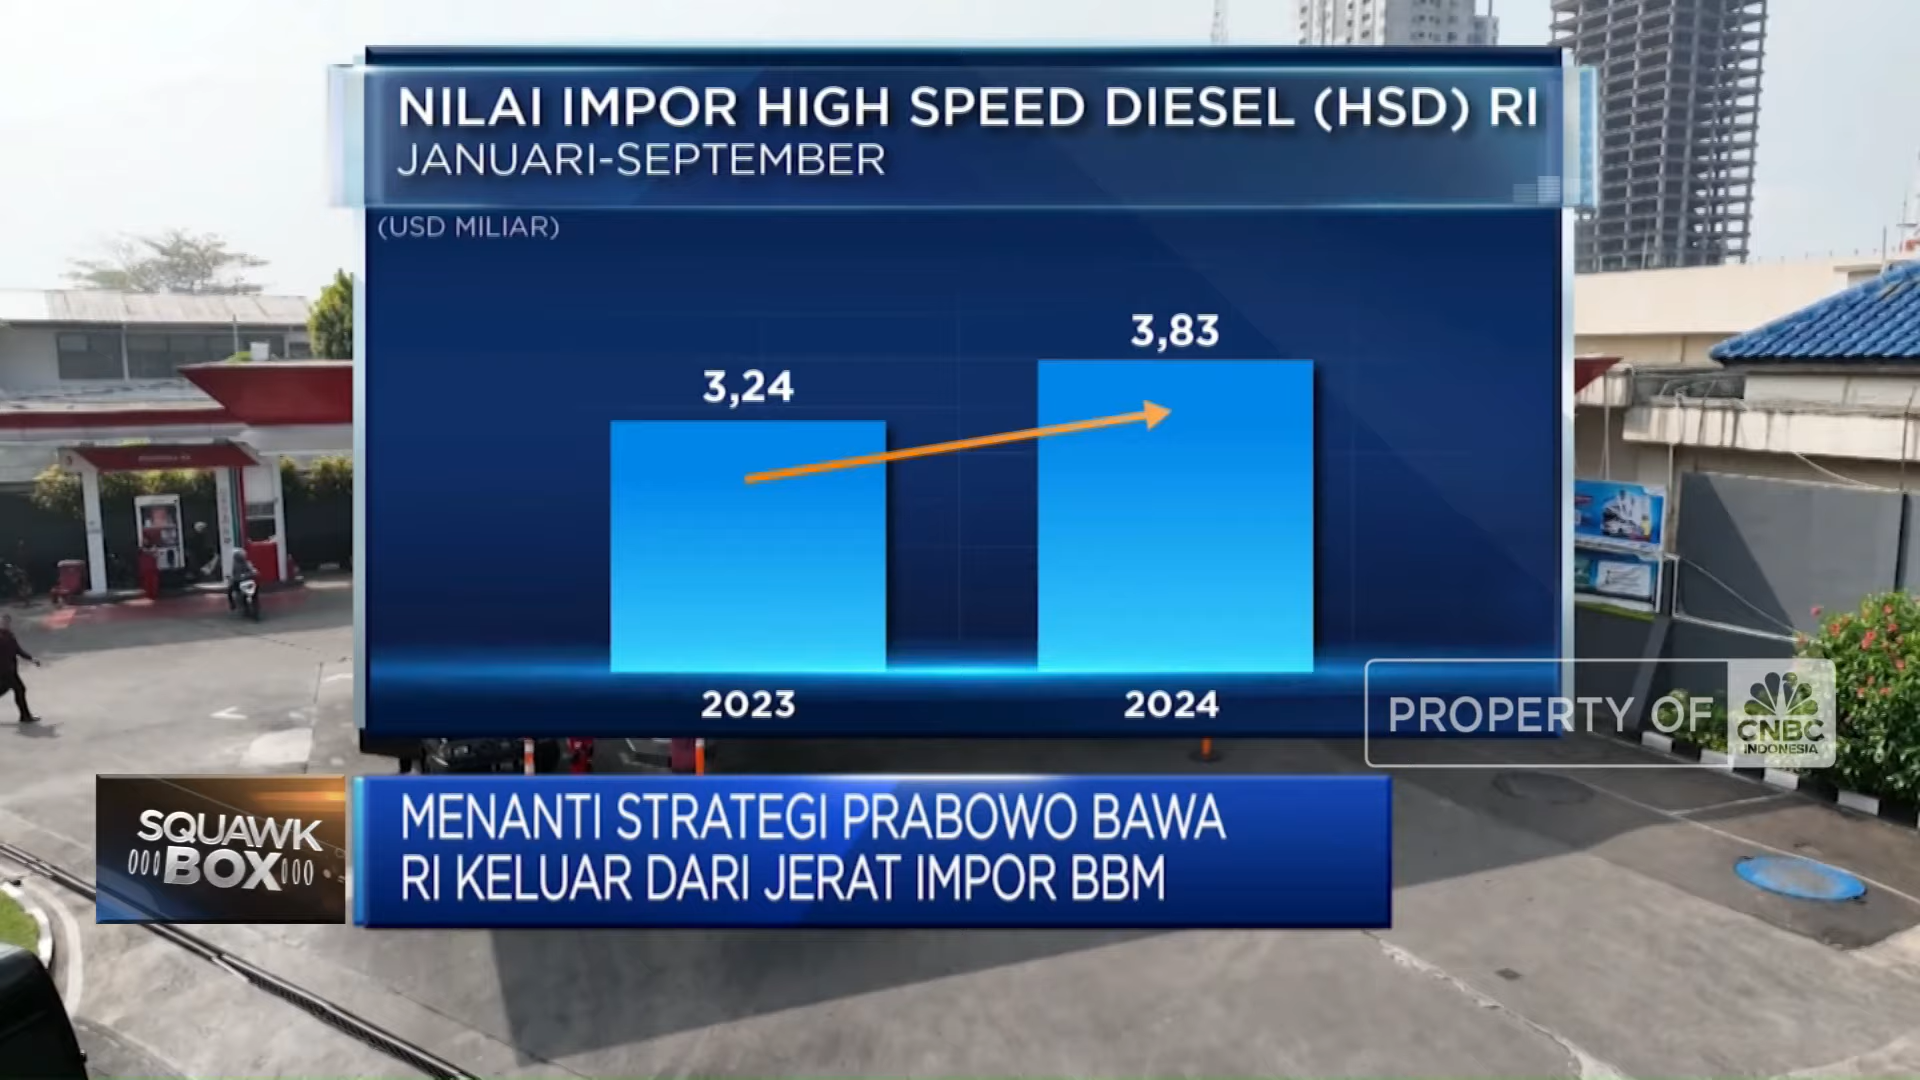 NILAI IMPOR HIGH SPEED DIESEL (HSD) RI
JANUARI-SEPTEMBER
(USD MILIAR)
3,24
3,83
2023
2024
PROPERTY OF
CNBC
INDONESIA
SQUAWK
BOX
MENANTI STRATEGI PRABOWO BAWA
RI KELUAR DARI JERAT IMPOR BBM